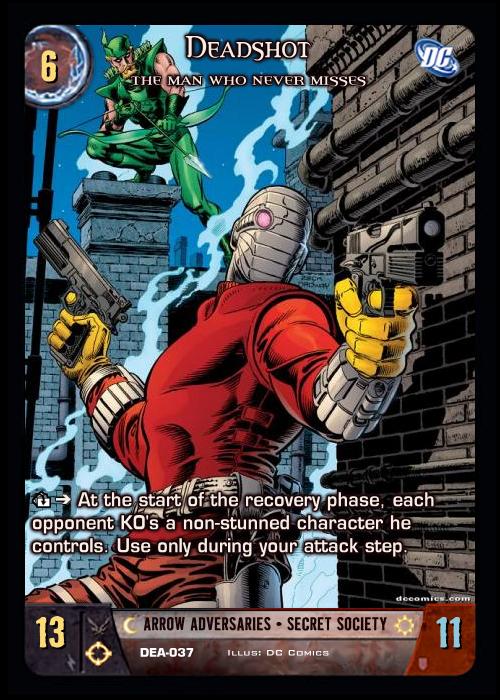 6
DEADSHOT
DC
THE MAN WHO NEVER MISSES
→ At the start of the recovery phase, each
opponent KO's a non-stunned character he
controls. Use only during your attack step.
dccomics.com
13
ARROW ADVERSARIES • SECRET SOCIETY
11
DEA-037 ILLUS: DC COMICS